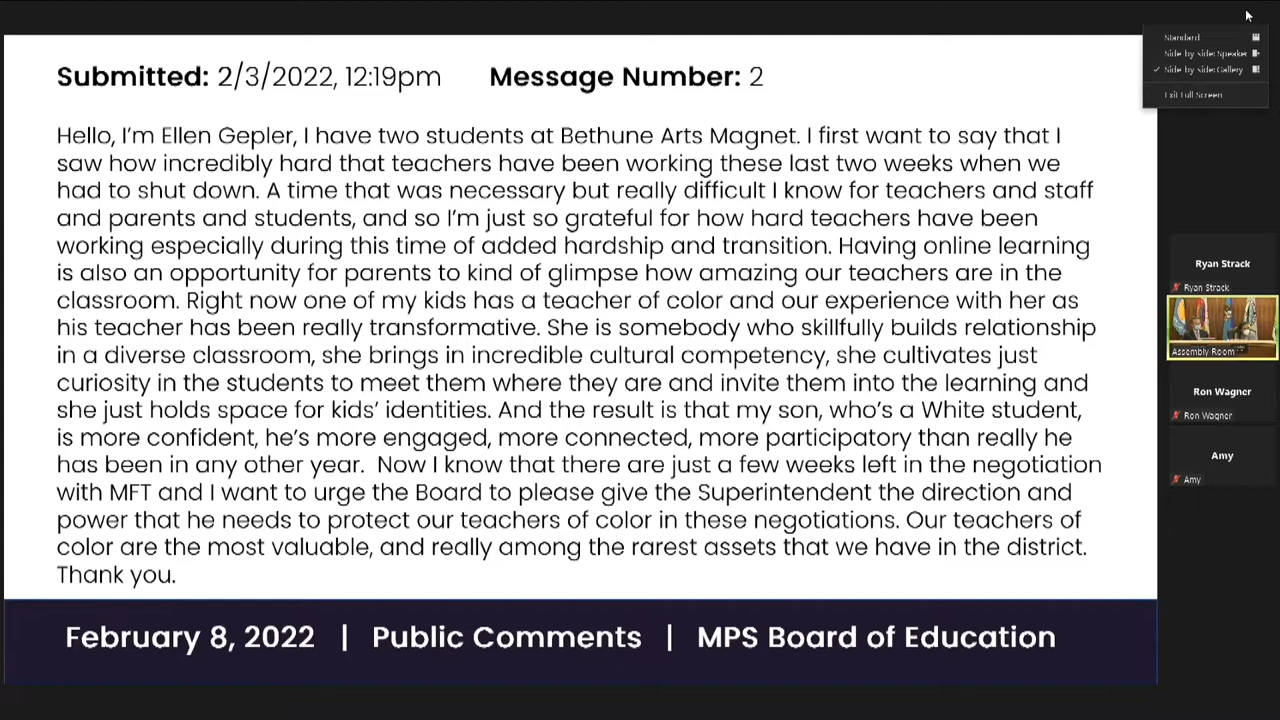 Standard
Side by side: Speaker
Side by side: Gallery
Exit Full Screen
Submitted: 2/3/2022, 12:19pm Message Number: 2
Hello, I'm Ellen Gepler, I have two students at Bethune Arts Magnet. I first want to say that I
saw how incredibly hard that teachers have been working these last two weeks when we
had to shut down. A time that was necessary but really difficult I know for teachers and staff
and parents and students, and so I'm just so grateful for how hard teachers have been
working especially during this time of added hardship and transition. Having online learning
is also an opportunity for parents to kind of glimpse how amazing our teachers are in the
classroom. Right now one of my kids has a teacher of color and our experience with her as
his teacher has been really transformative. She is somebody who skillfully builds relationship
in a diverse classroom, she brings in incredible cultural competency, she cultivates just
curiosity in the students to meet them where they are and invite them into the learning and
she just holds space for kids' identities. And the result is that my son, who's a White student,
is more confident, he's more engaged, more connected, more participatory than really he
has been in any other year.  Now I know that there are just a few weeks left in the negotiation
with MFT and I want to urge the Board to please give the Superintendent the direction and
power that he needs to protect our teachers of color in these negotiations. Our teachers of
color are the most valuable, and really among the rarest assets that we have in the district.
Thank you.
February 8, 2022 | Public Comments | MPS Board of Education
Ryan Strack
Ryan Strack
Assembly Room
Ron Wagner
Ron Wagner
Amy
Amy